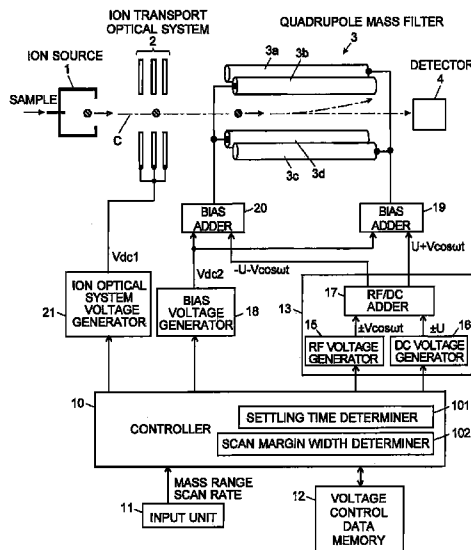 ION TRANSPORT
OPTICAL SYSTEM
2
QUADRUPOLE MASS FILTER
3
ION SOURCE
1
3a
3b
DETECTOR
4
SAMPLE
C
3d
3c
20
BIAS
ADDER
19
BIAS
ADDER
Vdc1
Vdc2
-U-Vcosωt
U+Vcosωt
21
ION OPTICAL
SYSTEM
VOLTAGE
GENERATOR
BIAS
VOLTAGE
GENERATOR
18
13
17
RF/DC
ADDER
15
±Vcosωt
±U
16
RF VOLTAGE
GENERATOR
DC VOLTAGE
GENERATOR
10
CONTROLLER
101
SETTLING TIME DETERMINER
102
SCAN MARGIN WIDTH DETERMINER
MASS RANGE
SCAN RATE
11
INPUT UNIT
12
VOLTAGE
CONTROL
DATA
MEMORY